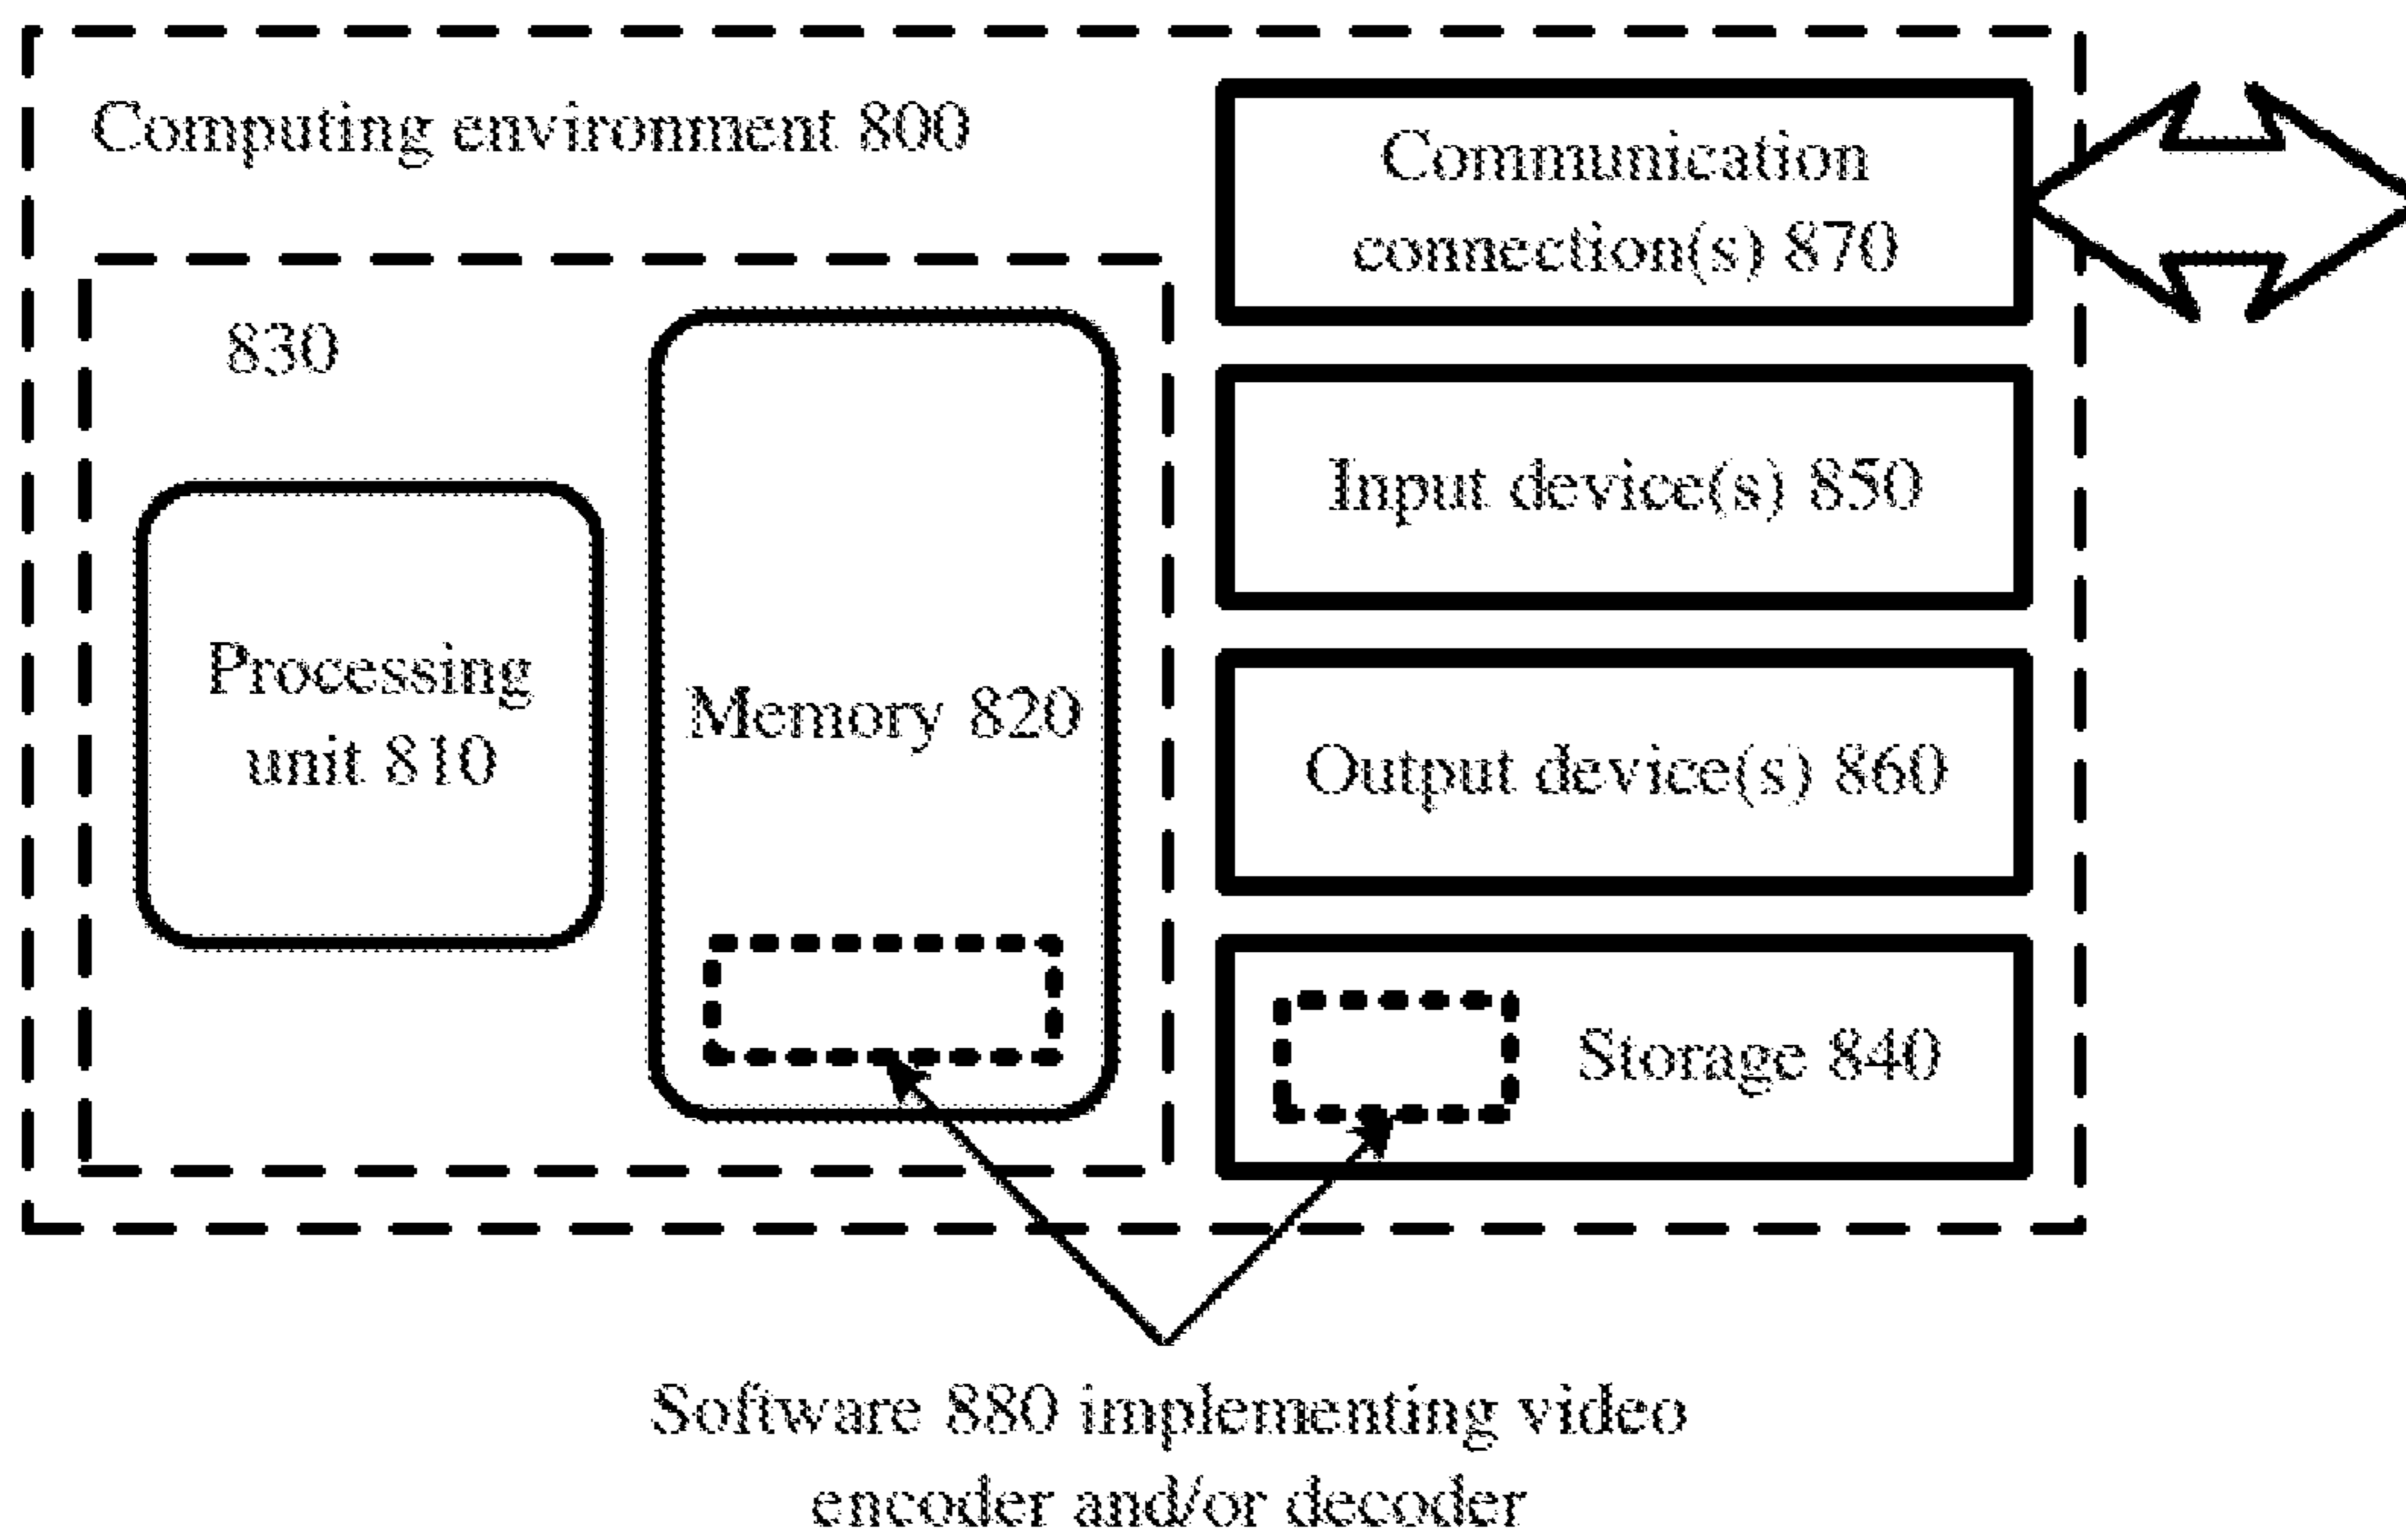 Computing environment 800
830
Processing
unit 810
Memory 820
Communication
connection(s) 870
Input device(s) 850
Output device(s) 860
Storage 840
Software 880 implementing video
encoder and/or decoder